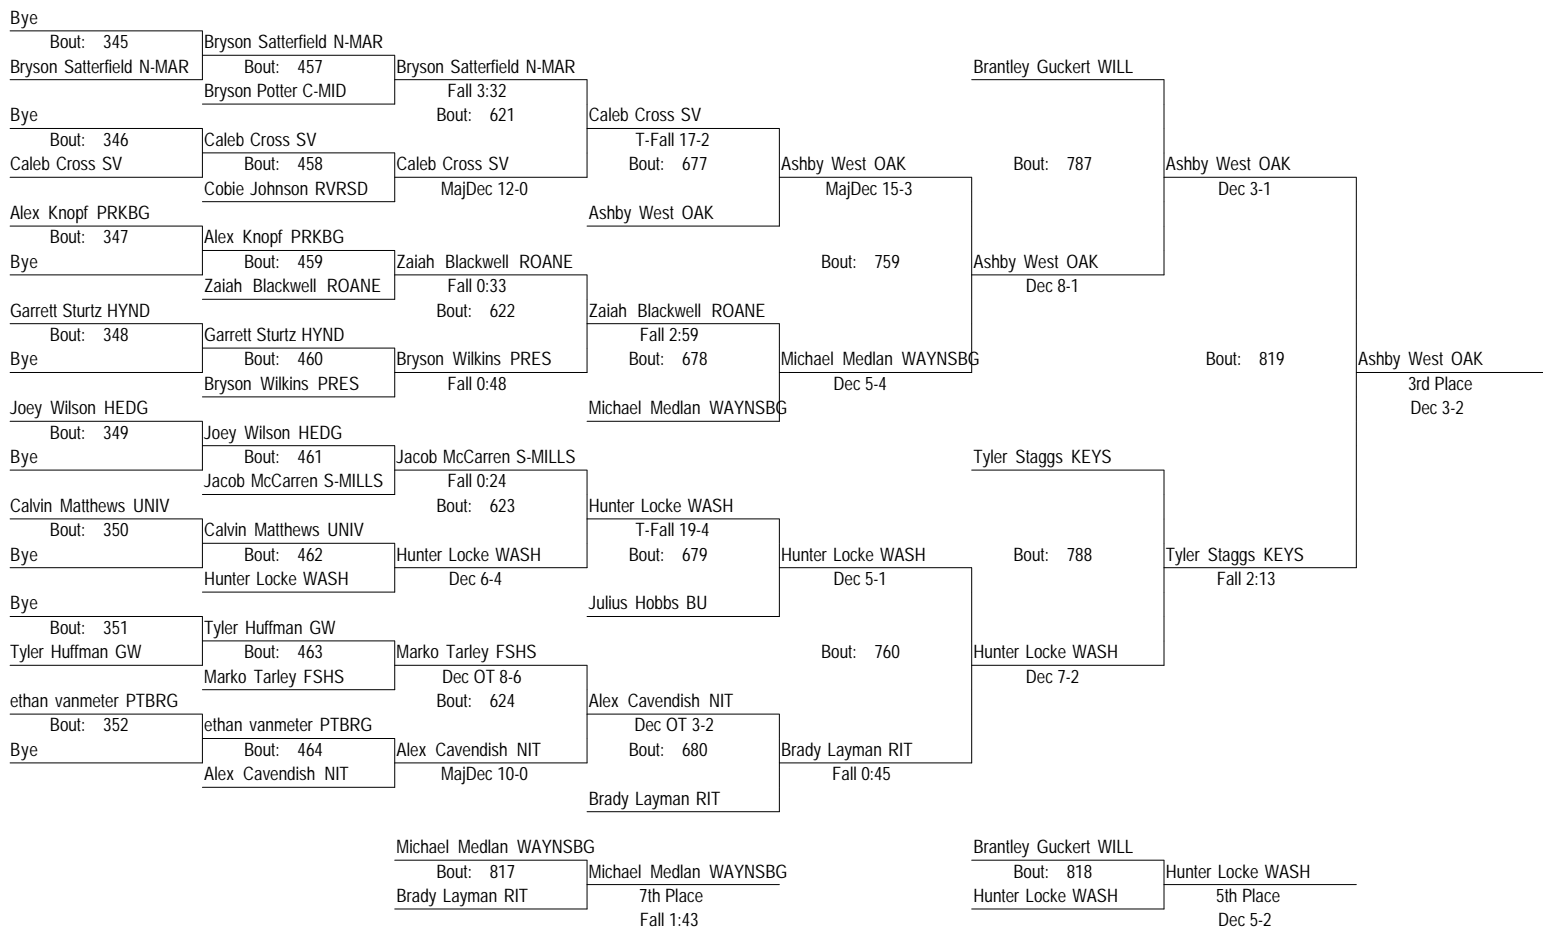 Bye
Bout: 345
Bryson Satterfield N-MAR
Bye
Bout: 346
Caleb Cross SV
Alex Knopf PRKBG
Bout: 347
Bye
Garrett Sturtz HYND
Bout: 348
Bye
Joey Wilson HEDG
Bout: 349
Bye
Calvin Matthews UNIV
Bout: 350
Bye
Bye
Bout: 351
Tyler Huffman GW
ethan vanmeter PTBRG
Bout: 352
Bye
Bryson Satterfield N-MAR
Bout: 457
Bryson Potter C-MID
Caleb Cross SV
Bout: 458
Cobie Johnson RVRSD
Alex Knopf PRKBG
Bout: 459
Zaiah Blackwell ROANE
Garrett Sturtz HYND
Bout: 460
Bryson Wilkins PRES
Joey Wilson HEDG
Bout: 461
Jacob McCarren S-MILLS
Calvin Matthews UNIV
Bout: 462
Hunter Locke WASH
Tyler Huffman GW
Bout: 463
Marko Tarley FSHS
ethan vanmeter PTBRG
Bout: 464
Alex Cavendish NIT
Bryson Satterfield N-MAR
Fall 3:32
Bout: 621
Caleb Cross SV
MajDec 12-0
Zaiah Blackwell ROANE
Fall 0:33
Bout: 622
Bryson Wilkins PRES
Fall 0:48
Jacob McCarren S-MILLS
Fall 0:24
Bout: 623
Hunter Locke WASH
Dec 6-4
Marko Tarley FSHS
Dec OT 8-6
Bout: 624
Alex Cavendish NIT
MajDec 10-0
Caleb Cross SV
T-Fall 17-2
Bout: 677
Ashby West OAK
Zaiah Blackwell ROANE
Fall 2:59
Bout: 678
Michael Medlan WAYNSBG
Hunter Locke WASH
T-Fall 19-4
Bout: 679
Julius Hobbs BU
Alex Cavendish NIT
Dec OT 3-2
Bout: 680
Brady Layman RIT
Ashby West OAK
MajDec 15-3
Bout: 759
Michael Medlan WAYNSBG
Dec 5-4
Hunter Locke WASH
Dec 5-1
Bout: 760
Brady Layman RIT
Fall 0:45
Brantley Guckert WILL
Bout: 787
Ashby West OAK
Dec 8-1
Tyler Staggs KEYS
Bout: 788
Hunter Locke WASH
Dec 7-2
Ashby West OAK
Dec 3-1
Bout: 819
Tyler Staggs KEYS
Fall 2:13
Ashby West OAK
3rd Place
Dec 3-2
Michael Medlan WAYNSBG
Bout: 817
Brady Layman RIT
Michael Medlan WAYNSBG
7th Place
Fall 1:43
Brantley Guckert WILL
Bout: 818
Hunter Locke WASH
Hunter Locke WASH
5th Place
Dec 5-2